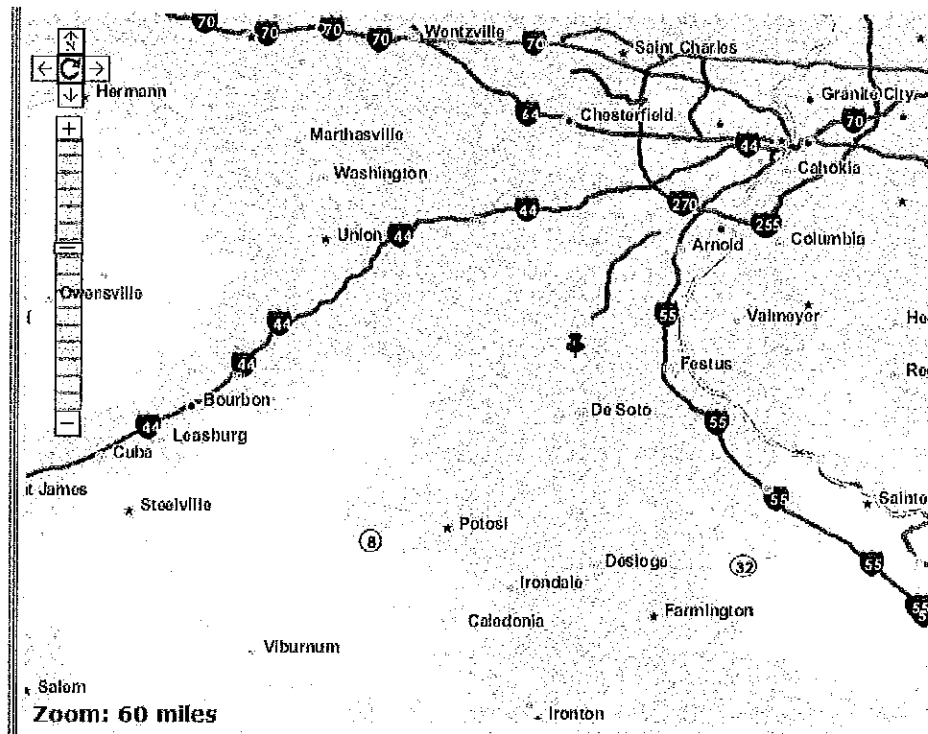 70
70
70
70
Wentzville
70
Saint Charles
N
Hermann
Granite City
64
Chesterfield
70
Marthasville
44
Washington
Cahokia
270
44
Union
44
Arnold
255
Columbia
Owensville
44
55
Valmeyer
44
Festus
Bourbon
De Soto
44
Leasburg
55
Cuba
t James
Steelville
55
Sainte
Potosi
8
Desloge
32
55
Irondale
Farmington
55
5
Caledonia
Viburnum
Salem
Zoom: 60 miles
Ironton